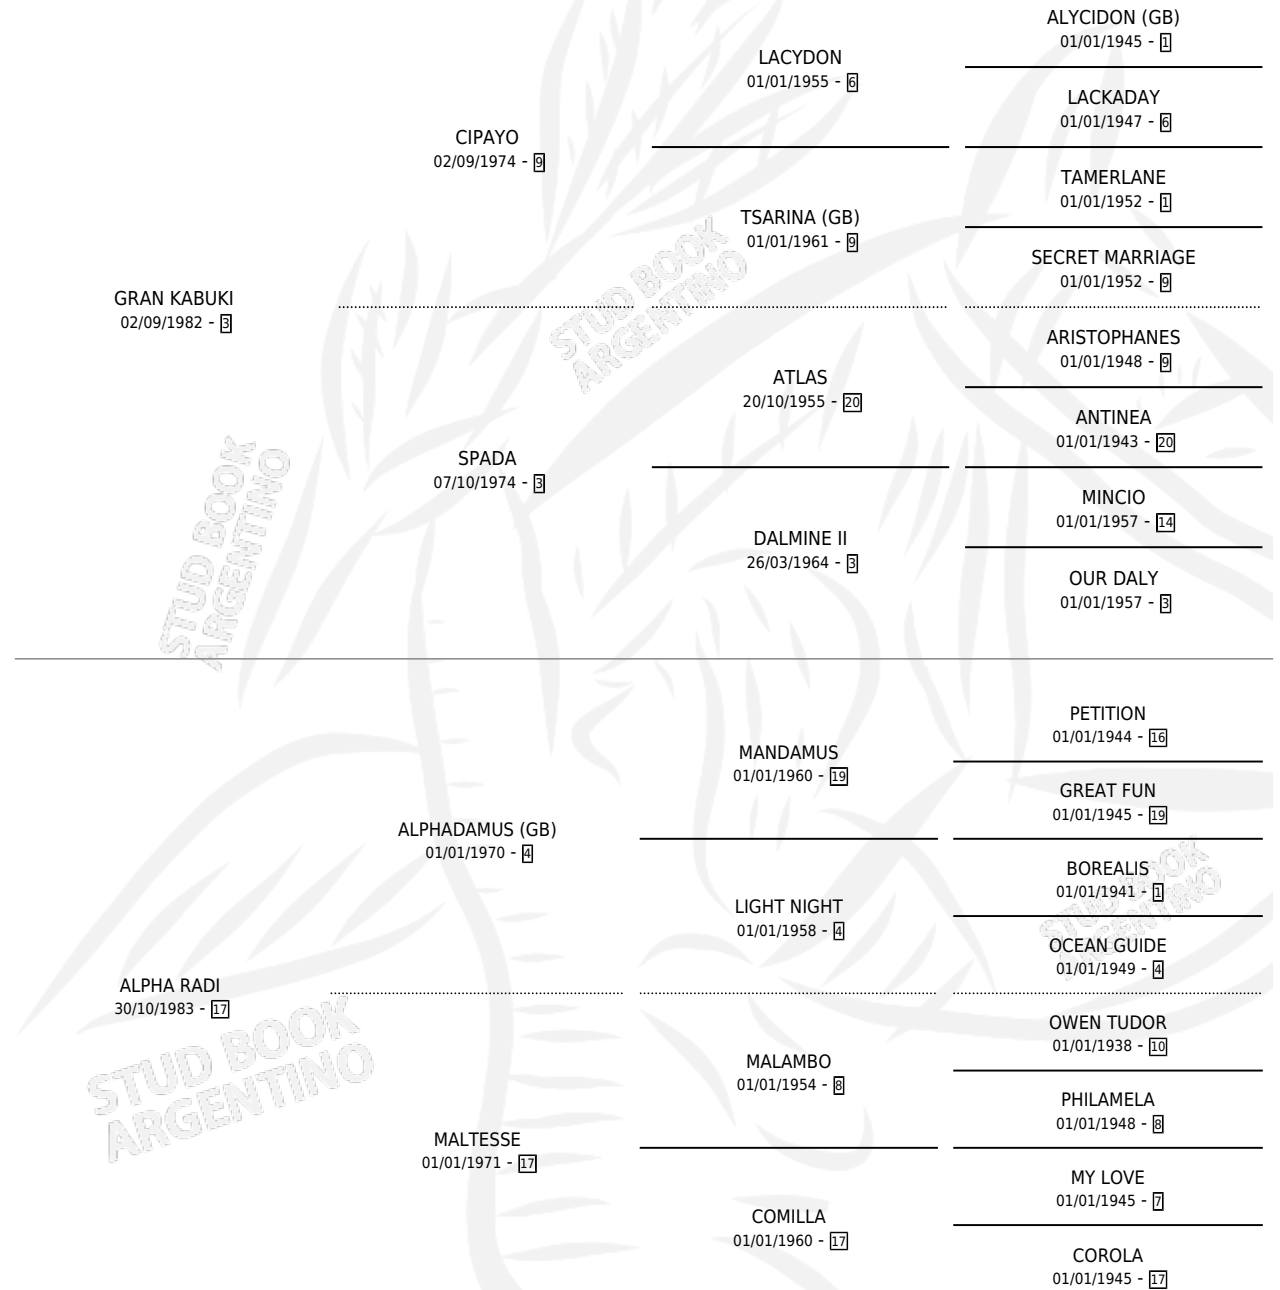 ALYCIDON (GB)
01/01/1945 - 1
LACYDON
01/01/1955 - 6
LACKADAY
01/01/1947 - 6
CIPAYO
02/09/1974 - 9
TAMERLANE
01/01/1952 - 1
TSARINA (GB)
01/01/1961 - 9
SECRET MARRIAGE
01/01/1952 - 9
GRAN KABUKI
02/09/1982 - 3
STUD BOOK
ARGENTINO
ARISTOPHANES
01/01/1948 - 9
ATLAS
20/10/1955 - 20
ANTINEA
01/01/1943 - 20
SPADA
07/10/1974 - 3
MINCIO
01/01/1957 - 14
DALMINE II
26/03/1964 - 3
OUR DALY
01/01/1957 - 3
STUD BOOK
ARGENTINO
PETITION
01/01/1944 - 16
MANDAMUS
01/01/1960 - 19
GREAT FUN
01/01/1945 - 19
ALPHADAMUS (GB)
01/01/1970 - 4
BOREALIS
01/01/1941 - 1
LIGHT NIGHT
01/01/1958 - 4
OCEAN GUIDE
01/01/1949 - 4
STUD BOOK
ARGENTINO
ALPHA RADI
30/10/1983 - 17
OWEN TUDOR
01/01/1938 - 10
MALAMBO
01/01/1954 - 8
PHILAMELA
01/01/1948 - 8
STUD BOOK
ARGENTINO
MALTESSE
01/01/1971 - 17
MY LOVE
01/01/1945 - 7
COMILLA
01/01/1960 - 17
COROLA
01/01/1945 - 17